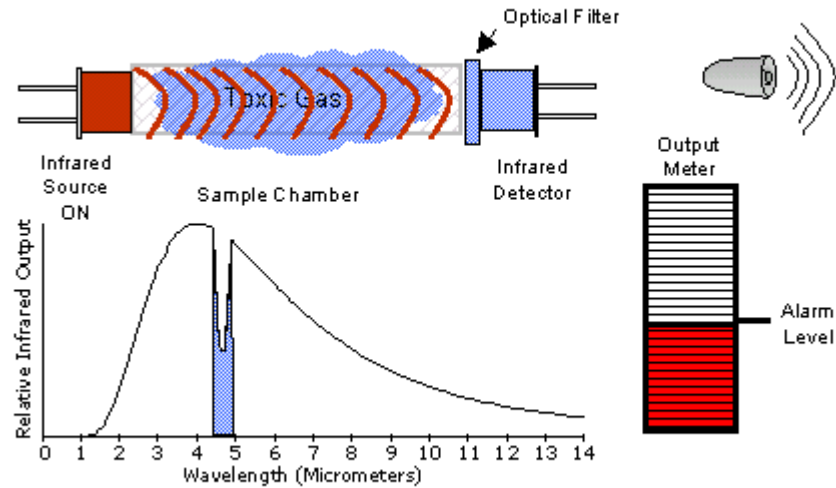 Optical Filter
Toxic Gas
Infrared
Source
ON
Sample Chamber
Infrared
Detector
Output
Meter
Alarm
Level
Relative Infrared Output
0 1 2 3 4 5 6 7 8 9 10 11 12 13 14
Wavelength (Micrometers)